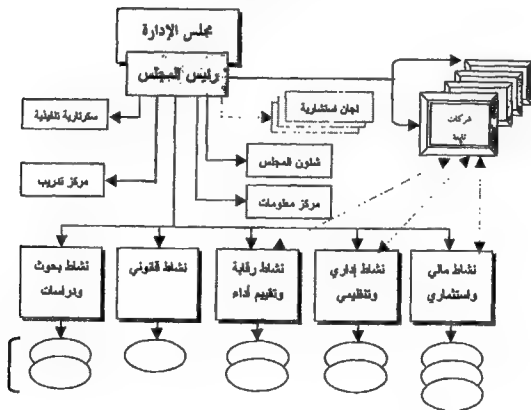 مجلس الإدارة
رئيس المجلس
سكرتارية تنفيذية
لجان استشارية
شركات
تابعة
شئون المجلس
مركز تدريب
مركز معلومات
نشاط مالي
واستشاري
نشاط إداري
وتنظيمي
نشاط رقابة
وتقييم أداء
نشاط قانوني
نشاط بحوث
ودراسات